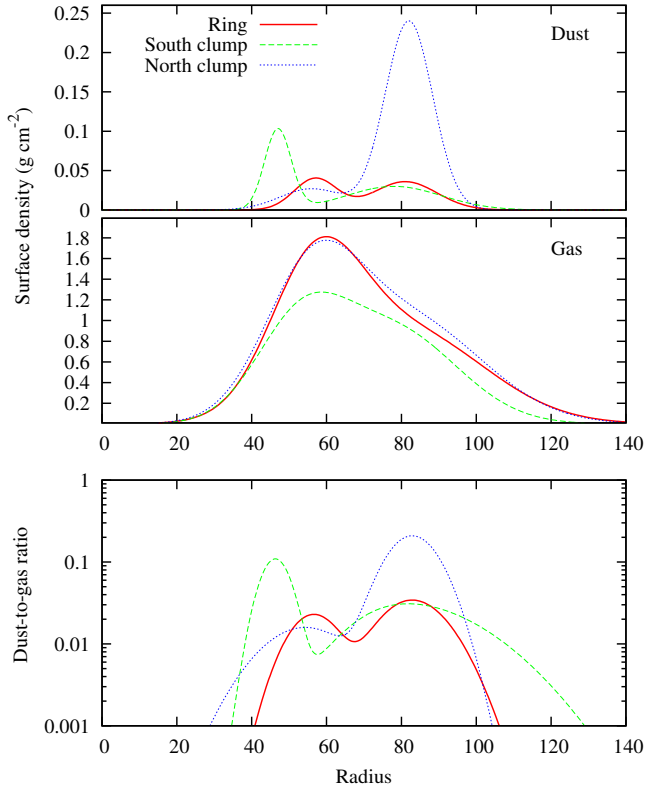 0.25
0.2
0.15
0.1
0.05
0
Surface density (g cm⁻²)
Ring
South clump
North clump
Dust
1.8
1.6
1.4
1.2
1
0.8
0.6
0.4
0.2
Gas
0 20 40 60 80 100 120 140
1
0.1
0.01
0.001
Dust-to-gas ratio
0 20 40 60 80 100 120 140
Radius